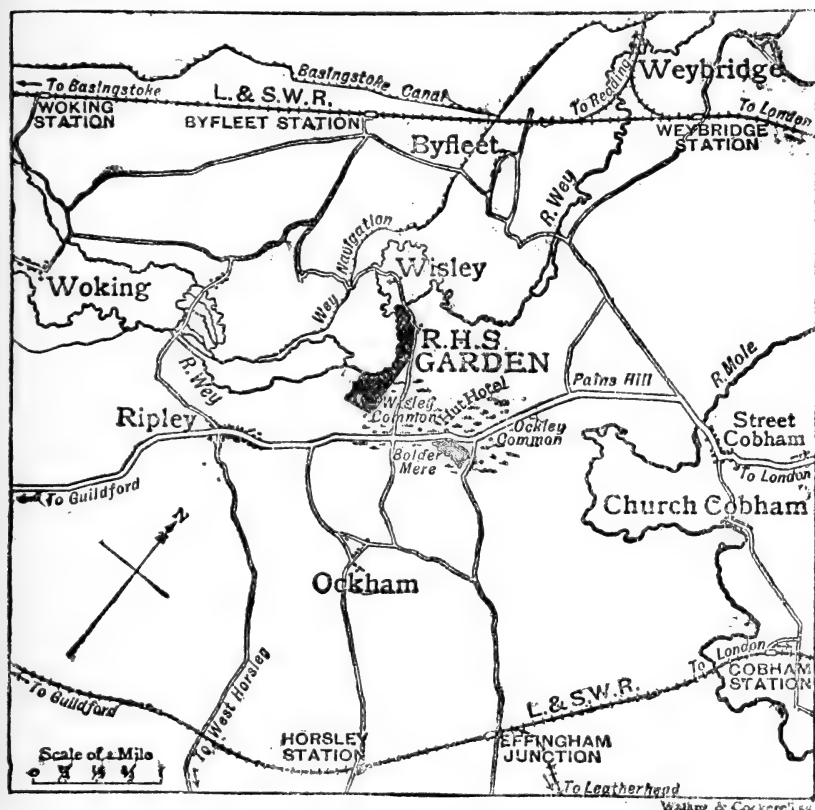 Weybridge
To Basingstoke
L. & S.W.R.
Basingstoke Canal
To Reading
To London
WOKING
STATION
BYFLEET STATION
WEYBRIDGE
STATION
Byfleet
R. Wey
Navigation
Wey
Wisley
Woking
R.H.S.
GARDEN
R. Wey
Ripley
Wisley
Common
Hut Hotel
Pains Hill
R. Mole
Ockley
Common
Bolder
Mere
Street
Cobham
To London
To Guildford
Church Cobham
N
Ockham
To London
COBHAM
STATION
To Guildford
To West Horsley
L. & S.W.R.
HORSLEY
STATION
EFFINGHAM
JUNCTION
Scale of a Mile
0
1
To Leatherhead